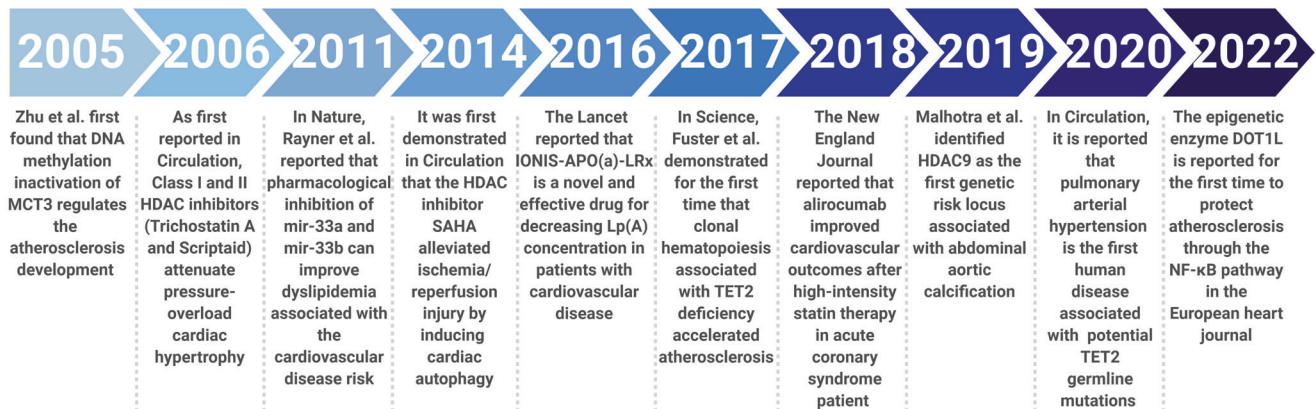 2005
2006
2011
2014
2016
2017
2018
2019
2020
2022
Zhu et al. first
found that DNA
methylation
inactivation of
MCT3 regulates
the
atherosclerosis
development
As first
reported in
Circulation,
Class I and II
HDAC inhibitors
(Trichostatin A
and Scriptaid)
attenuate
pressure-
overload
cardiac
hypertrophy
In Nature,
Rayner et al.
reported that
pharmacological
inhibition of
mir-33a and
mir-33b can
improve
dyslipidemia
associated with
the
cardiovascular
disease risk
It was first
demonstrated
in Circulation
that the HDAC
inhibitor
SAHA
alleviated
ischemia/
reperfusion
injury by
inducing
cardiac
autophagy
The Lancet
reported that
IONIS-APO(a)-LRx
is a novel and
effective drug for
decreasing Lp(A)
concentration in
patients with
cardiovascular
disease
In Science,
Fuster et al.
demonstrated
for the first
time that
clonal
hematopoiesis
associated
with TET2
deficiency
accelerated
atherosclerosis
The New
England
Journal
reported that
alirocumab
improved
cardiovascular
outcomes after
high-intensity
statin therapy
in acute
coronary
syndrome
patient
Malhotra et al.
identified
HDAC9 as the
first genetic
risk locus
associated
with abdominal
aortic
calcification
In Circulation,
it is reported
that
pulmonary
arterial
hypertension
is the first
human
disease
associated
with potential
TET2
germline
mutations
The epigenetic
enzyme DOT1L
is reported for
the first time to
protect
atherosclerosis
through the
NF-κB pathway
in the
European heart
journal